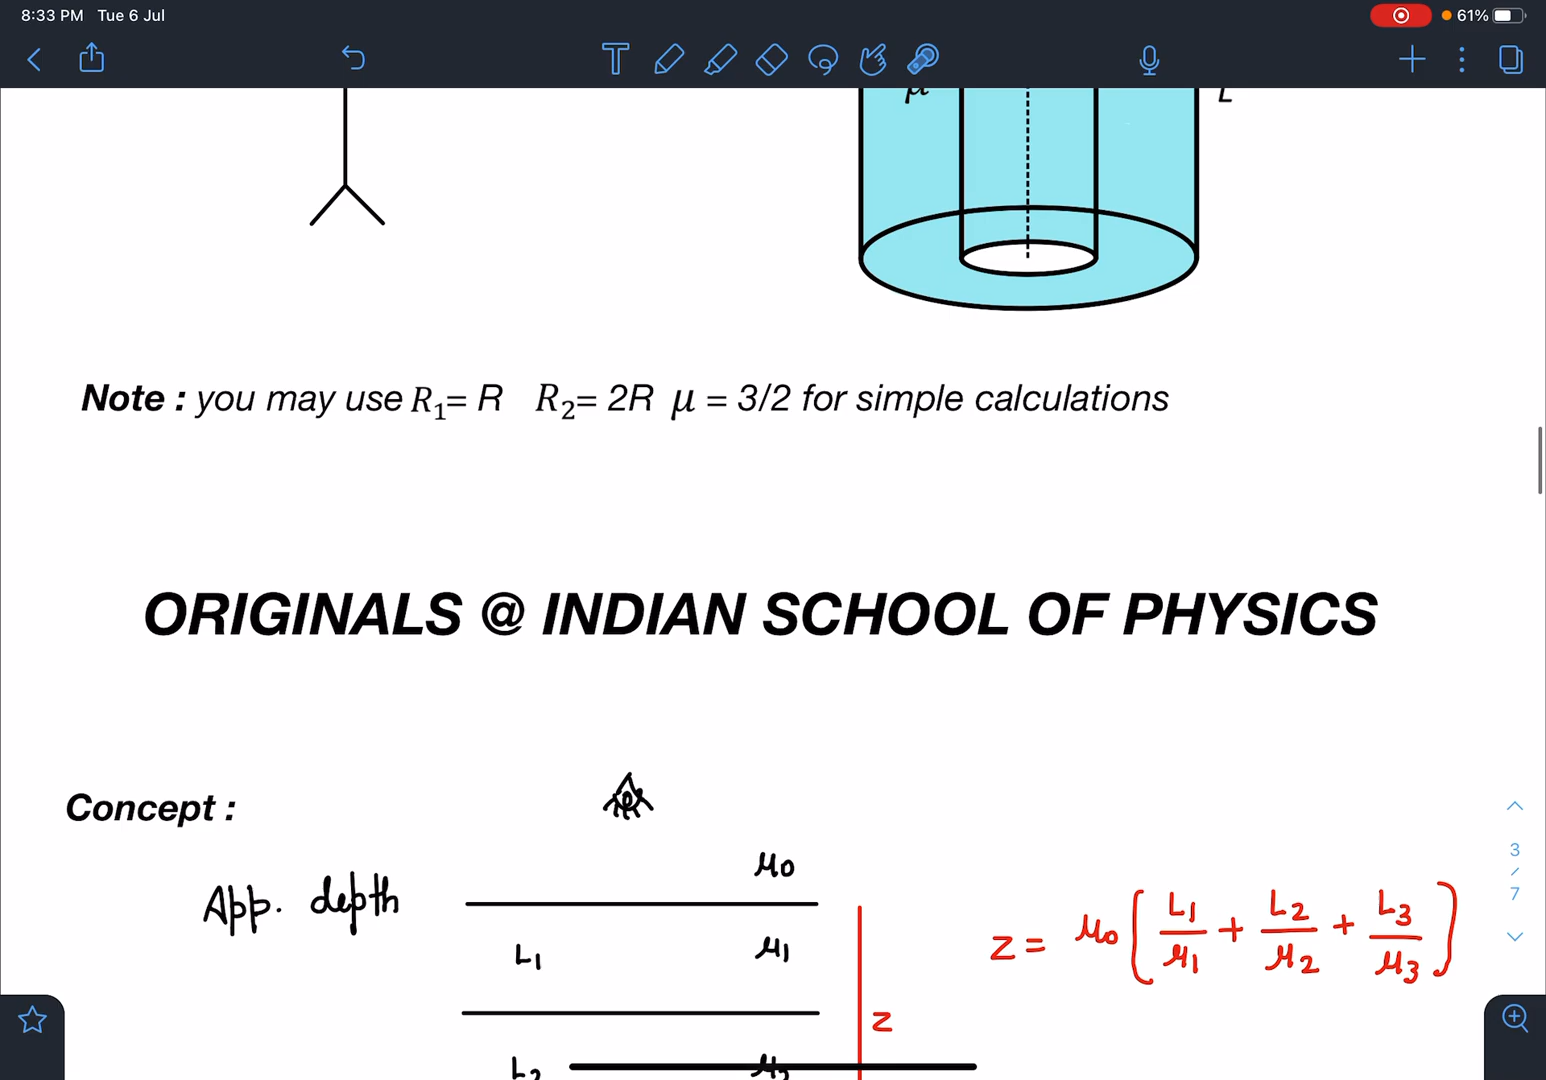 8:33 PM Tue 6 Jul
61%
μ L
Note : you may use R₁= R R₂= 2R μ = 3/2 for simple calculations
ORIGINALS @ INDIAN SCHOOL OF PHYSICS
Concept :
μ0
App. depth
L1 μ1
z = μ0 [ L1/μ1 + L2/μ2 + L3/μ3 ]
z
L2 μ2
3
/
7